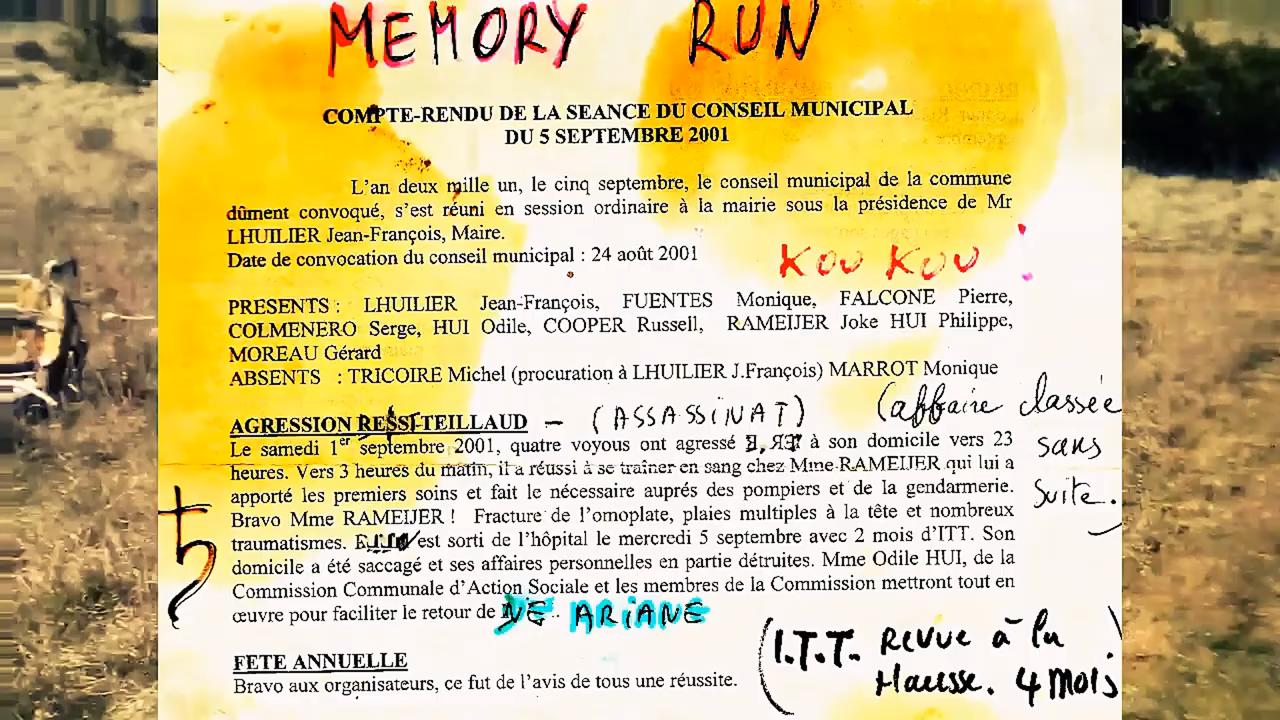 MEMORY RUN
COMPTE-RENDU DE LA SEANCE DU CONSEIL MUNICIPAL
DU 5 SEPTEMBRE 2001
L'an deux mille un, le cinq septembre, le conseil municipal de la commune
dûment convoqué, s'est réuni en session ordinaire à la mairie sous la présidence de Mr
LHUILIER Jean-François, Maire.
Date de convocation du conseil municipal : 24 août 2001
KOU KOU !
PRESENTS : LHUILIER Jean-François, FUENTES Monique, FALCONE Pierre,
COLMENERO Serge, HUI Odile, COOPER Russell, RAMEIJER Joke HUI Philippe,
MOREAU Gérard
ABSENTS : TRICOIRE Michel (procuration à LHUILIER J.François) MARROT Monique
AGRESSION TEILLAUD - (ASSASSINAT)
(affaire classée
sans
suite.)
Le samedi 1er septembre 2001, quatre voyous ont agressé à son domicile vers 23
heures. Vers 3 heures du matin, il a réussi à se traîner en sang chez Mme RAMEIJER qui lui a
apporté les premiers soins et fait le nécessaire auprés des pompiers et de la gendarmerie.
Bravo Mme RAMEIJER ! Fracture de l'omoplate, plaies multiples à la tête et nombreux
traumatismes. est sorti de l'hôpital le mercredi 5 septembre avec 2 mois d'ITT. Son
domicile a été saccagé et ses affaires personnelles en partie détruites. Mme Odile HUI, de la
Commission Communale d'Action Sociale et les membres de la Commission mettront tout en
œuvre pour faciliter le retour de ARIANE
FETE ANNUELLE
Bravo aux organisateurs, ce fut de l'avis de tous une réussite.
(I.T.T. REVUE à la
Hausse. 4 MOIS)